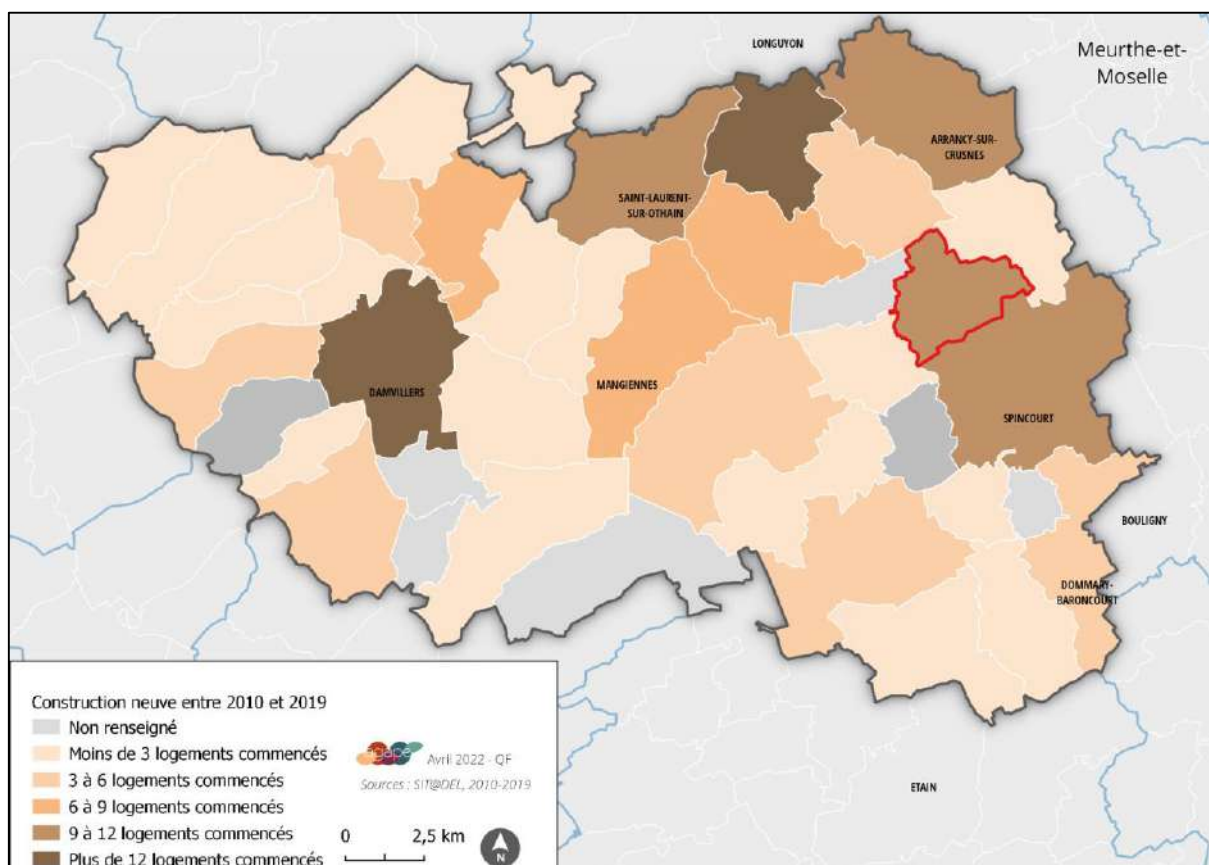 LONGUYON
Meurthe-et-
Moselle
ARRANCY-SUR-
CRUSNES
SAINT-LAURENT-
SUR-OTHAIN
DAMVILLERS
MANGIENNES
SPINCOURT
BOULIGNY
DOMMARY-
BARONCOURT
ETAIN
Construction neuve entre 2010 et 2019
Non renseigné
Moins de 3 logements commencés
3 à 6 logements commencés
6 à 9 logements commencés
9 à 12 logements commencés
Plus de 12 logements commencés
agape
Avril 2022 - QF
Sources : SIT@DEL, 2010-2019
0 2,5 km
N